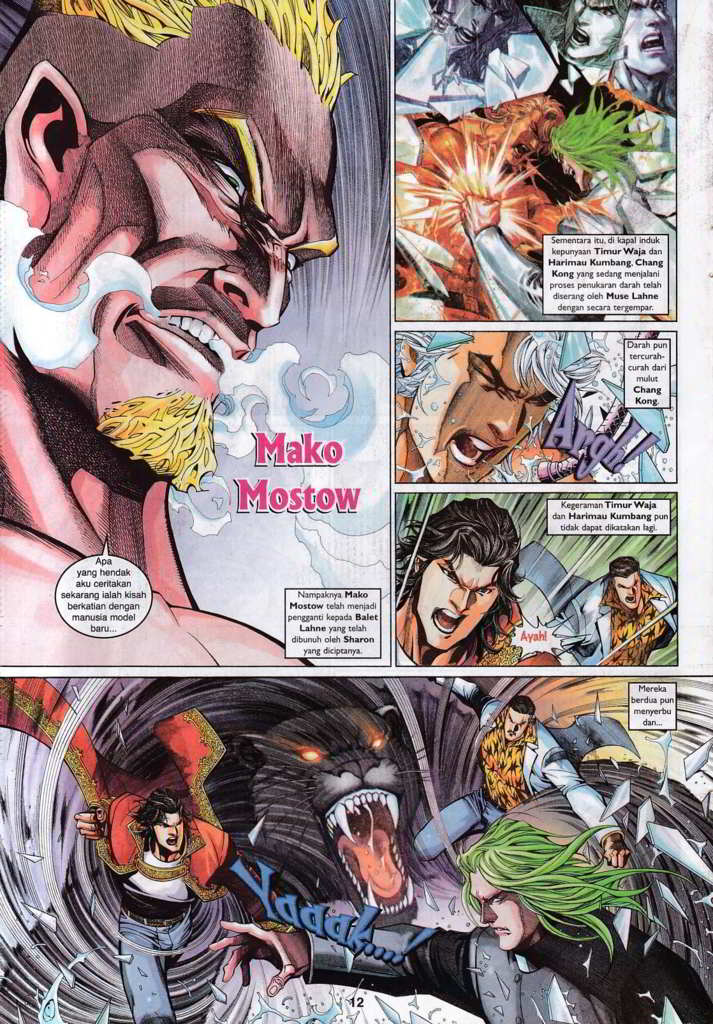 Mako
Mostow
Apa
yang hendak
aku ceritakan
sekarang ialah kisah
berkatian dengan
manusia model
baru...
Nampaknya Mako
Mostow telah menjadi
pengganti kepada Balet
Lahne yang telah
dibunuh oleh Sharon
yang diciptanya.
Sementara itu, di kapal induk
kepunyaan Timur Waja dan
Harimau Kumbang. Chang
Kong yang sedang menjalani
proses penukaran darah telah
diserang oleh Muse Lahne
dengan secara tergempar.
Darah pun
tercurah-
curah dari
mulut
Chang
Kong.
Argh!!
Kegeraman Timur Waja
dan Harimau Kumbang pun
tidak dapat dikatakan lagi.
Ayah!
Mereka
berdua pun
menyerbu
dan...
Yaaak....!
12